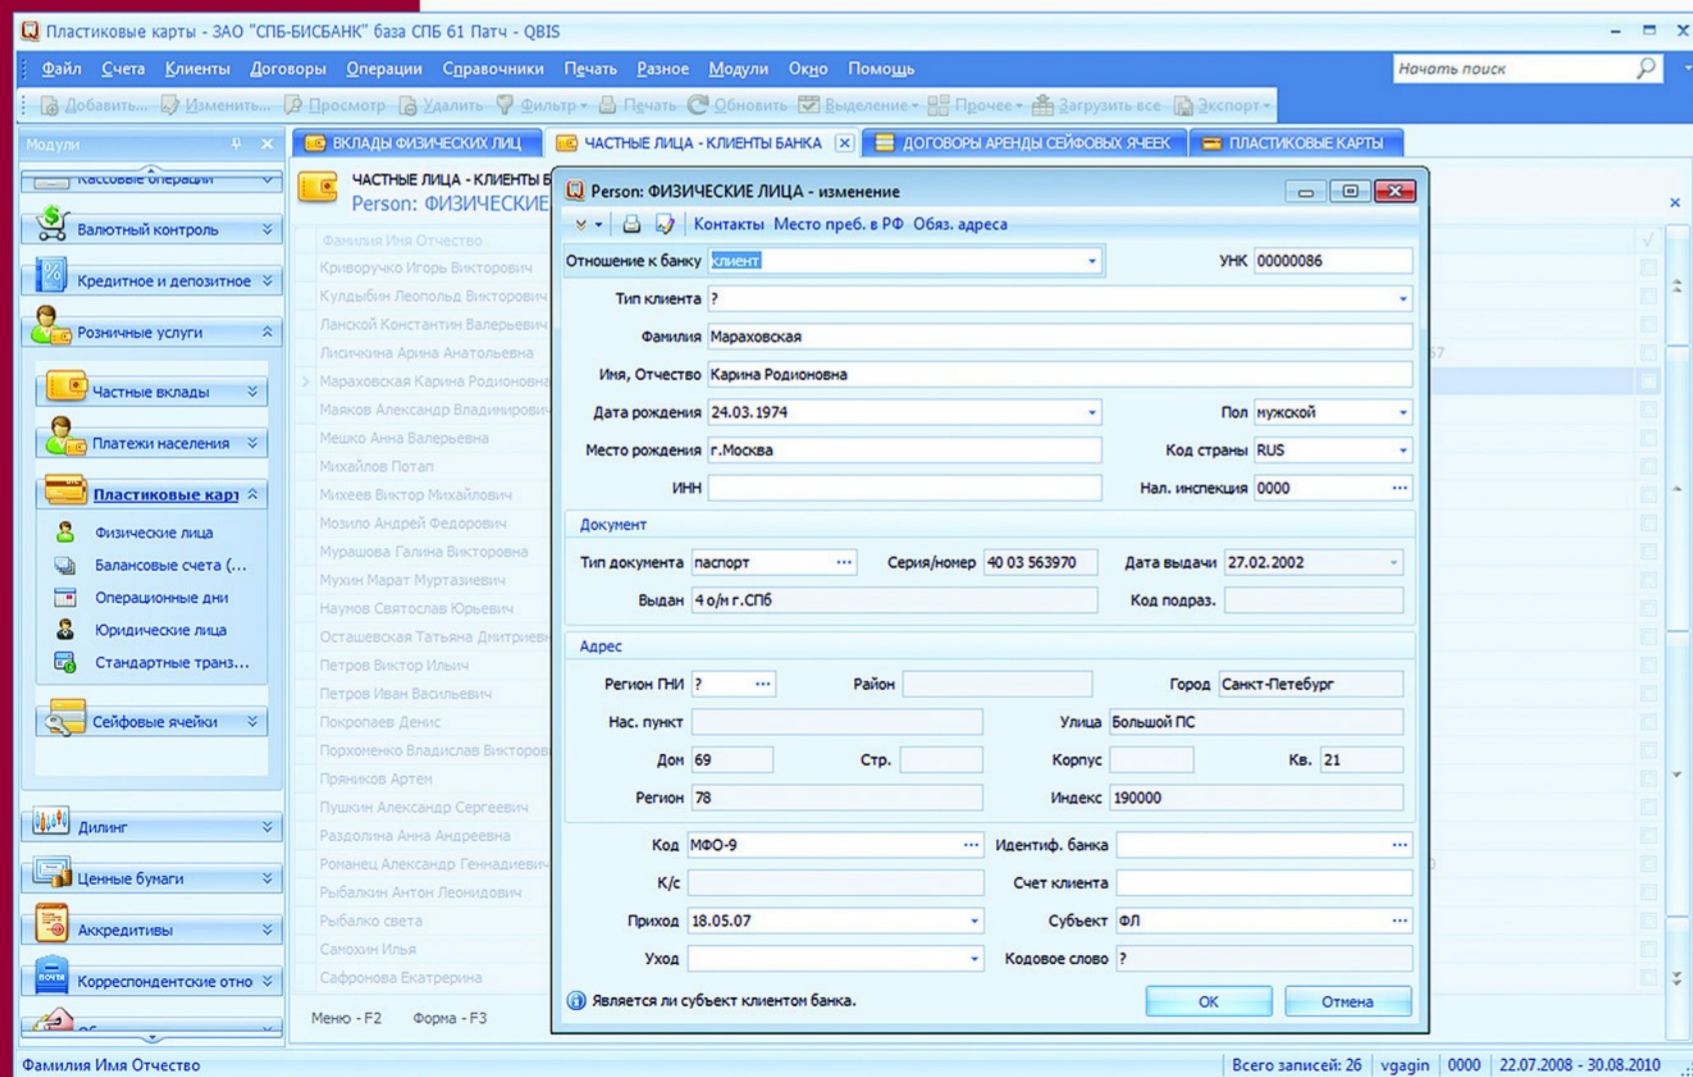 Пластиковые карты - ЗАО "СПБ-БИСБАНК" база СПБ 61 Патч - QBIS
Файл Счета Клиенты Договоры Операции Справочники Печать Разное Модули Окно Помощь
Начать поиск
Добавить... Изменить... Просмотр Удалить Фильтр Печать Обновить Выделение Прочее Загрузить все Экспорт
Модули
Кассовые операции
Валютный контроль
Кредитное и депозитное
Розничные услуги
Частные вклады
Платежи населения
Пластиковые карт
Физические лица
Балансовые счета (...
Операционные дни
Юридические лица
Стандартные транз...
Сейфовые ячейки
Дилинг
Ценные бумаги
Аккредитивы
ПОЧТА
Корреспондентские отно
ВКЛАДЫ ФИЗИЧЕСКИХ ЛИЦ
ЧАСТНЫЕ ЛИЦА - КЛИЕНТЫ БАНКА
ДОГОВОРЫ АРЕНДЫ СЕЙФОВЫХ ЯЧЕЕК
ПЛАСТИКОВЫЕ КАРТЫ
ЧАСТНЫЕ ЛИЦА - КЛИЕНТЫ Б
Person: ФИЗИЧЕСКИЕ
Фамилия Имя Отчество
Криворучко Игорь Викторович
Кулдыбин Леопольд Викторович
Ланской Константин Валерьевич
Лисичкина Арина Анатольевна
57
Мараховская Карина Родионовна
Маяков Александр Владимирович
Мешко Анна Валерьевна
Михайлов Потап
Михеев Виктор Михайлович
Мозило Андрей Федорович
Мурашова Галина Викторовна
Мухин Марат Муртазиевич
Наумов Святослав Юрьевич
Осташевская Татьяна Дмитриевн
Петров Виктор Ильич
Петров Иван Васильевич
Покропаев Денис
Порхоменко Владислав Викторов
Пряников Артем
Пушкин Александр Сергеевич
Раздолина Анна Андреевна
Романец Александр Геннадиевич
Рыбалкин Антон Леонидович
Рыбалко света
Самохин Илья
Сафронова Екатрерина
Меню - F2 Форма - F3
Person: ФИЗИЧЕСКИЕ ЛИЦА - изменение
Контакты Место преб. в РФ Обяз. адреса
Отношение к банку клиент УНК 00000086
Тип клиента ?
Фамилия Мараховская
Имя, Отчество Карина Родионовна
Дата рождения 24.03.1974 Пол мужской
Место рождения г.Москва Код страны RUS
ИНН Нал. инспекция 0000
Документ
Тип документа паспорт Серия/номер 40 03 563970 Дата выдачи 27.02.2002
Выдан 4 о/м г.СПб Код подраз.
Адрес
Регион ГНИ ? Район Город Санкт-Петебург
Нас. пункт Улица Большой ПС
Дом 69 Стр. Корпус Кв. 21
Регион 78 Индекс 190000
Код МФО-9 Идентиф. банка
К/с Счет клиента
Приход 18.05.07 Субъект ФЛ
Уход Кодовое слово ?
Является ли субъект клиентом банка.
ОК Отмена
Фамилия Имя Отчество
Всего записей: 26 vgagin 0000 22.07.2008 - 30.08.2010